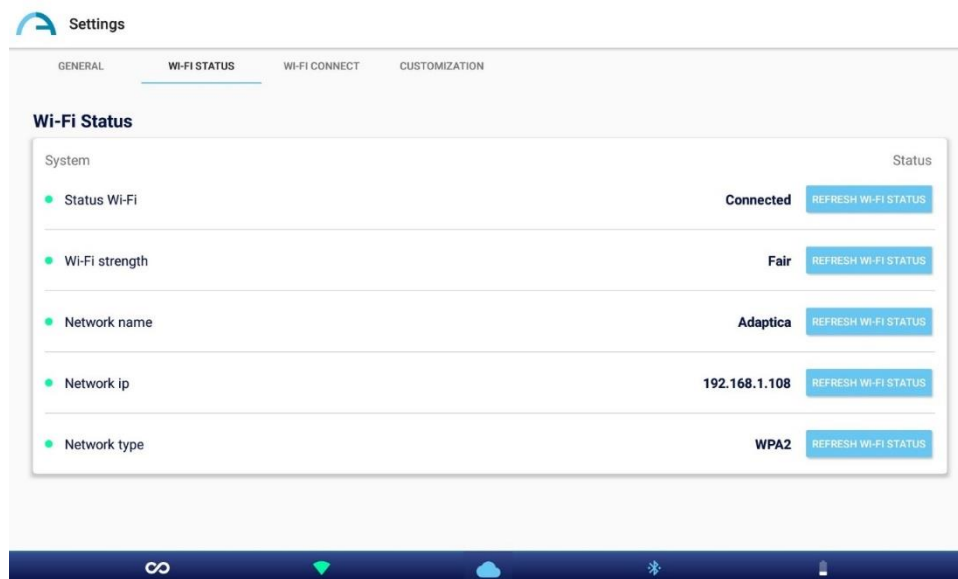 Settings
GENERAL WI-FI STATUS WI-FI CONNECT CUSTOMIZATION
Wi-Fi Status
System Status
Status Wi-Fi Connected REFRESH WI-FI STATUS
Wi-Fi strength Fair REFRESH WI-FI STATUS
Network name Adaptica REFRESH WI-FI STATUS
Network ip 192.168.1.108 REFRESH WI-FI STATUS
Network type WPA2 REFRESH WI-FI STATUS